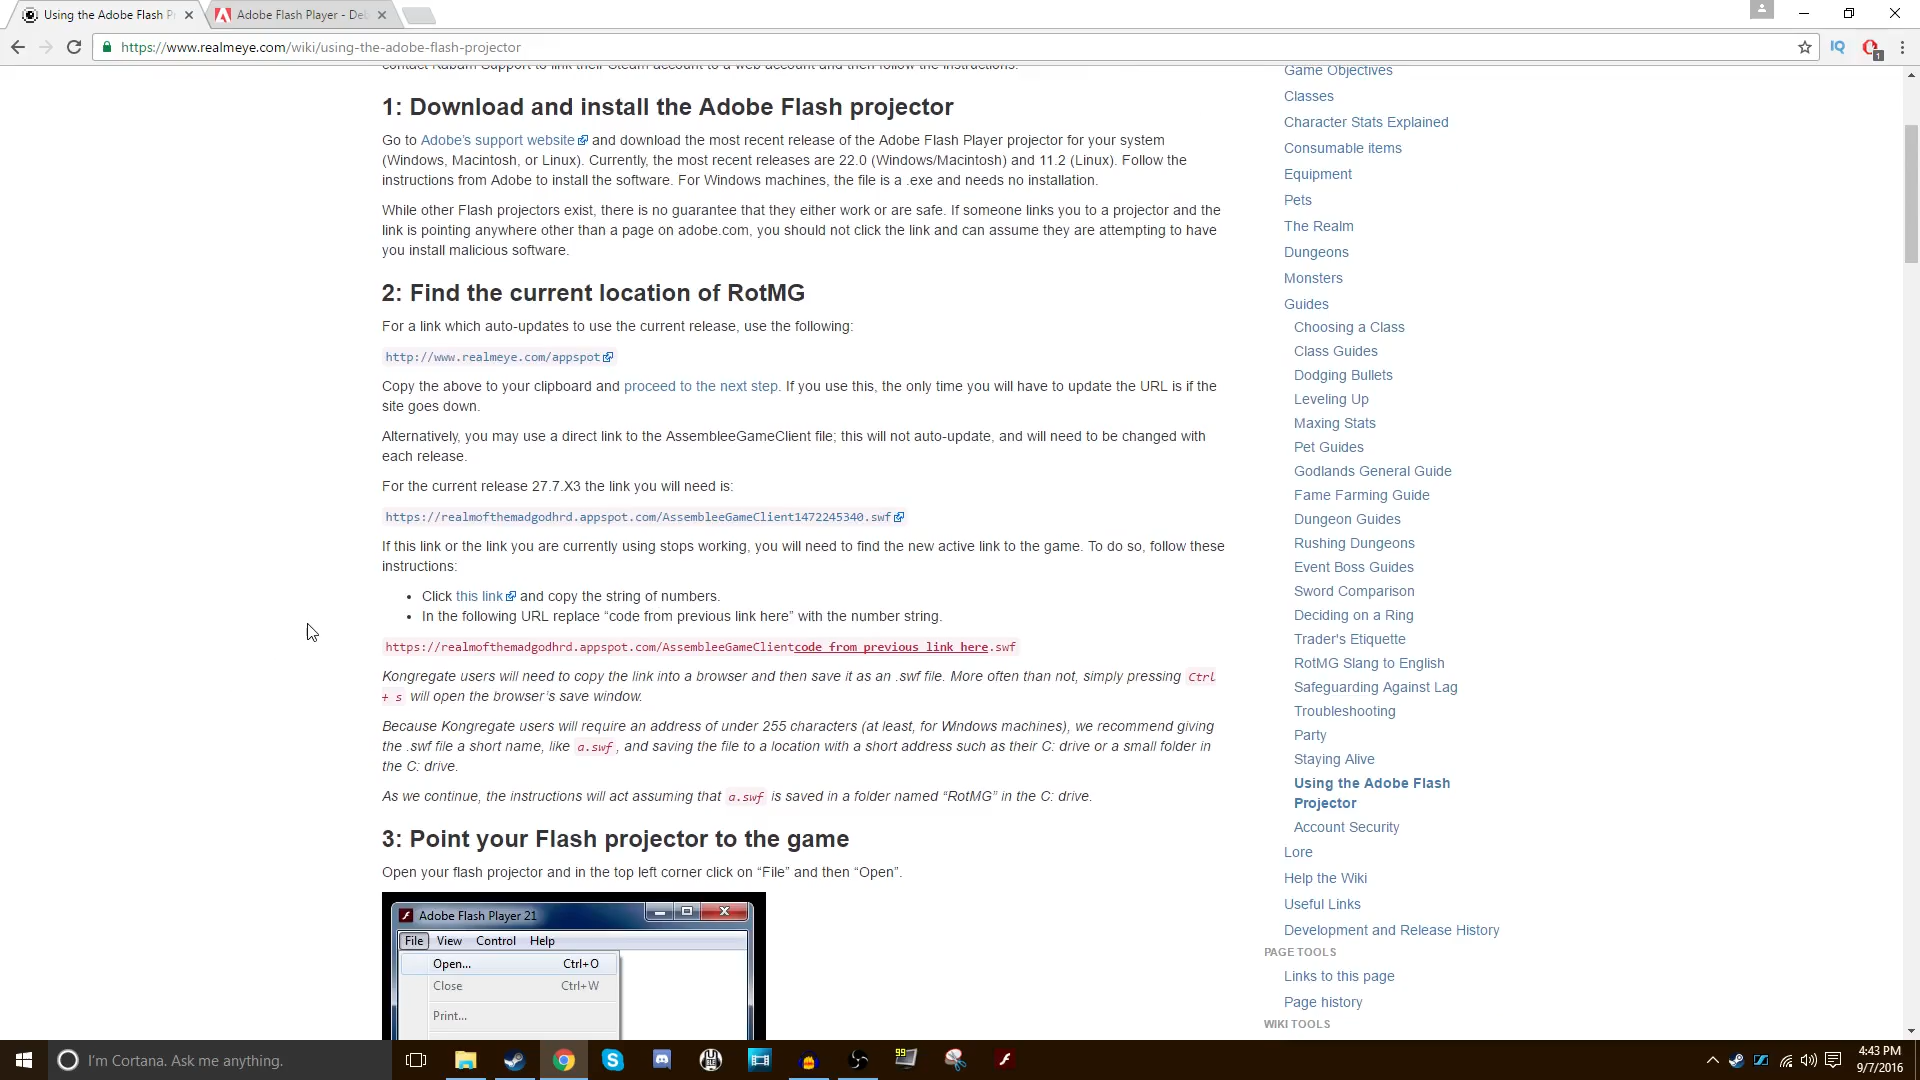 Using the Adobe Flash P
Adobe Flash Player - Deb
https://www.realmeye.com/wiki/using-the-adobe-flash-projector
IQ
1
contact Kabam Support to link their Steam account to a web account and then follow the instructions.
1: Download and install the Adobe Flash projector
Go to Adobe's support website and download the most recent release of the Adobe Flash Player projector for your system
(Windows, Macintosh, or Linux). Currently, the most recent releases are 22.0 (Windows/Macintosh) and 11.2 (Linux). Follow the
instructions from Adobe to install the software. For Windows machines, the file is a .exe and needs no installation.
While other Flash projectors exist, there is no guarantee that they either work or are safe. If someone links you to a projector and the
link is pointing anywhere other than a page on adobe.com, you should not click the link and can assume they are attempting to have
you install malicious software.
2: Find the current location of RotMG
For a link which auto-updates to use the current release, use the following:
http://www.realmeye.com/appspot
Copy the above to your clipboard and proceed to the next step. If you use this, the only time you will have to update the URL is if the
site goes down.
Alternatively, you may use a direct link to the AssembleeGameClient file; this will not auto-update, and will need to be changed with
each release.
For the current release 27.7.X3 the link you will need is:
https://realmofthemadgodhrd.appspot.com/AssembleeGameClient1472245340.swf
If this link or the link you are currently using stops working, you will need to find the new active link to the game. To do so, follow these
instructions:
• Click this link and copy the string of numbers.
• In the following URL replace “code from previous link here” with the number string.
https://realmofthemadgodhrd.appspot.com/AssembleeGameClientcode from previous link here.swf
Kongregate users will need to copy the link into a browser and then save it as an .swf file. More often than not, simply pressing Ctrl
+ s will open the browser's save window.
Because Kongregate users will require an address of under 255 characters (at least, for Windows machines), we recommend giving
the .swf file a short name, like a.swf, and saving the file to a location with a short address such as their C: drive or a small folder in
the C: drive.
As we continue, the instructions will act assuming that a.swf is saved in a folder named “RotMG” in the C: drive.
3: Point your Flash projector to the game
Open your flash projector and in the top left corner click on “File” and then “Open”.
Adobe Flash Player 21
File View Control Help
Open... Ctrl+O
Close Ctrl+W
Print...
Game Objectives
Classes
Character Stats Explained
Consumable items
Equipment
Pets
The Realm
Dungeons
Monsters
Guides
Choosing a Class
Class Guides
Dodging Bullets
Leveling Up
Maxing Stats
Pet Guides
Godlands General Guide
Fame Farming Guide
Dungeon Guides
Rushing Dungeons
Event Boss Guides
Sword Comparison
Deciding on a Ring
Trader's Etiquette
RotMG Slang to English
Safeguarding Against Lag
Troubleshooting
Party
Staying Alive
Using the Adobe Flash
Projector
Account Security
Lore
Help the Wiki
Useful Links
Development and Release History
PAGE TOOLS
Links to this page
Page history
WIKI TOOLS
I'm Cortana. Ask me anything.
99
4:43 PM
9/7/2016